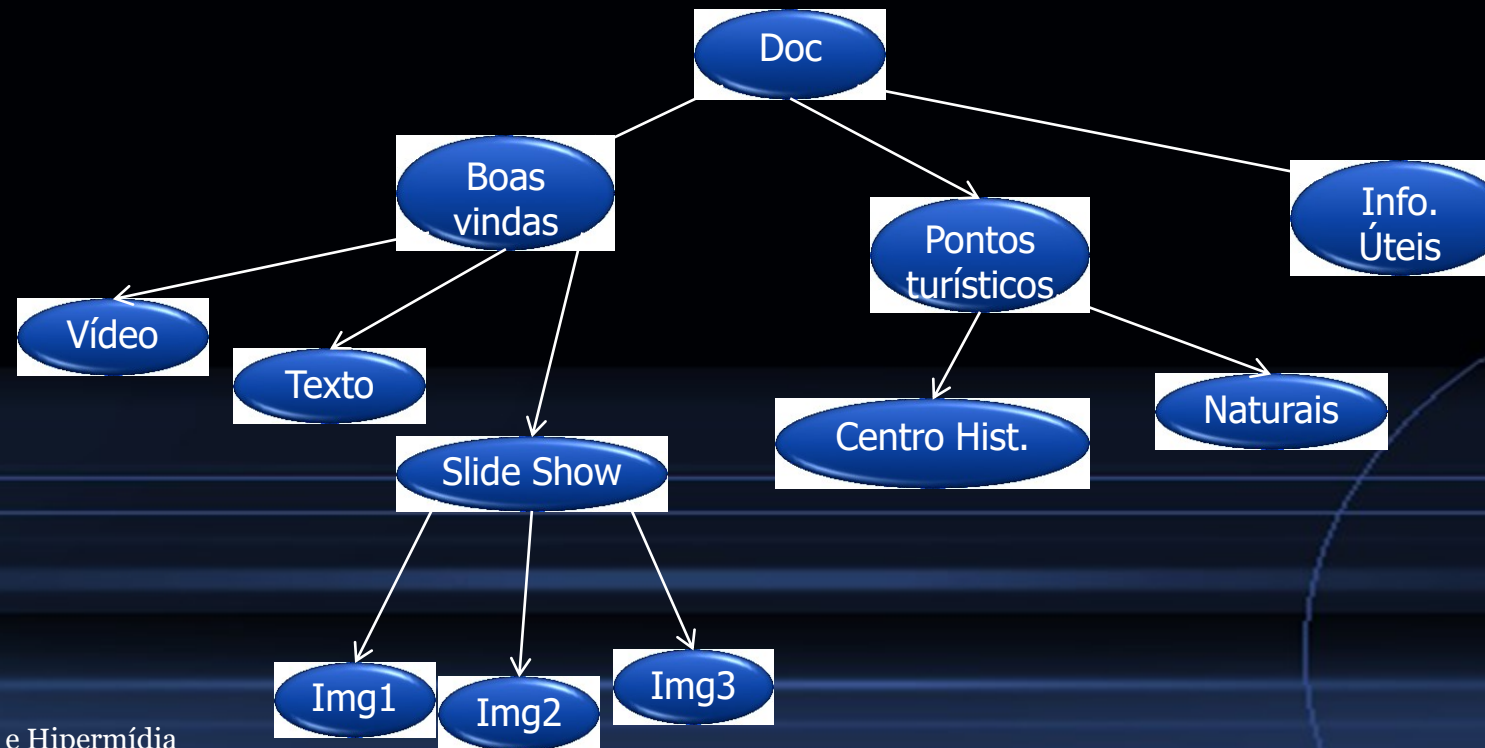 Doc
Boas
vindas
Info.
Úteis
Pontos
turísticos
Vídeo
Texto
Naturais
Centro Hist.
Slide Show
Img1
Img2
Img3
e Hipermídia